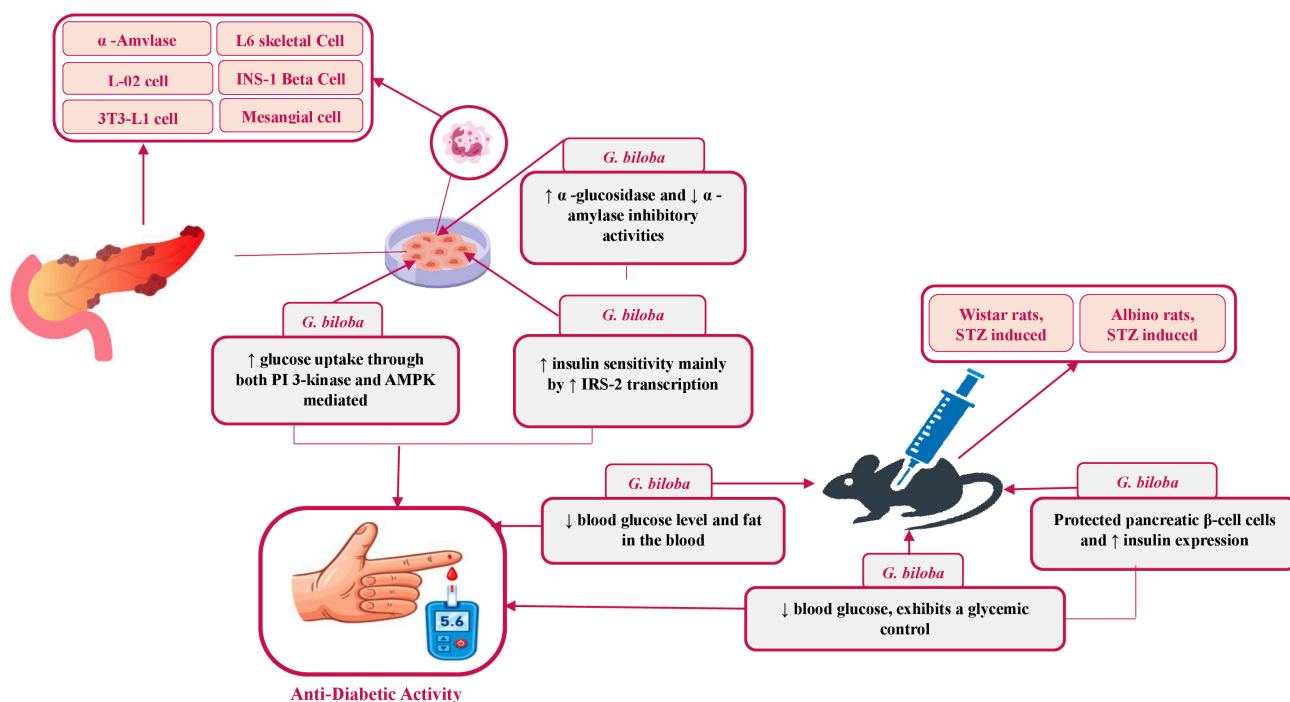 α -Amylase
L6 skeletal Cell
L-02 cell
INS-1 Beta Cell
3T3-L1 cell
Mesangial cell
G. biloba
↑ α -glucosidase and ↓ α -
amylase inhibitory
activities
G. biloba
↑ glucose uptake through
both PI 3-kinase and AMPK
mediated
G. biloba
↑ insulin sensitivity mainly
by ↑ IRS-2 transcription
Wistar rats,
STZ induced
Albino rats,
STZ induced
G. biloba
↓ blood glucose level and fat
in the blood
G. biloba
Protected pancreatic β-cell cells
and ↑ insulin expression
G. biloba
↓ blood glucose, exhibits a glycemic
control
5.6
Anti-Diabetic Activity